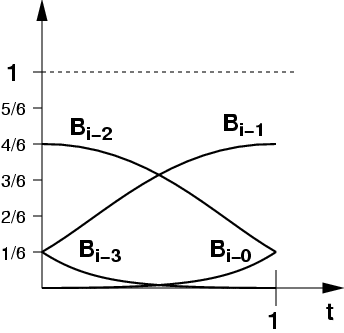 1
5/6
B_{i–2}
B_{i–1}
4/6
3/6
2/6
1/6
B_{i–3}
B_{i–0}
1
t